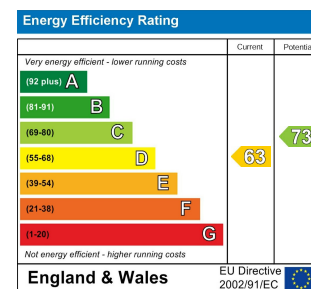 Energy Efficiency Rating
Current Potentia
Very energy efficient - lower running costs
(92 plus) A
(81-91) B
(69-80) C
(55-68) D
(39-54) E
(21-38) F
(1-20) G
63
73
Not energy efficient - higher running costs
England & Wales
EU Directive
2002/91/EC